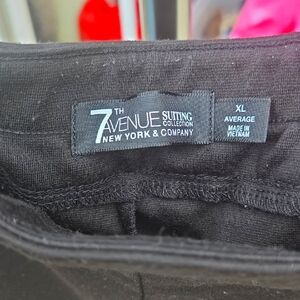 7TH
AVENUE SUITING
COLLECTION
NEW YORK & COMPANY
XL
AVERAGE
MADE IN
VIETNAM